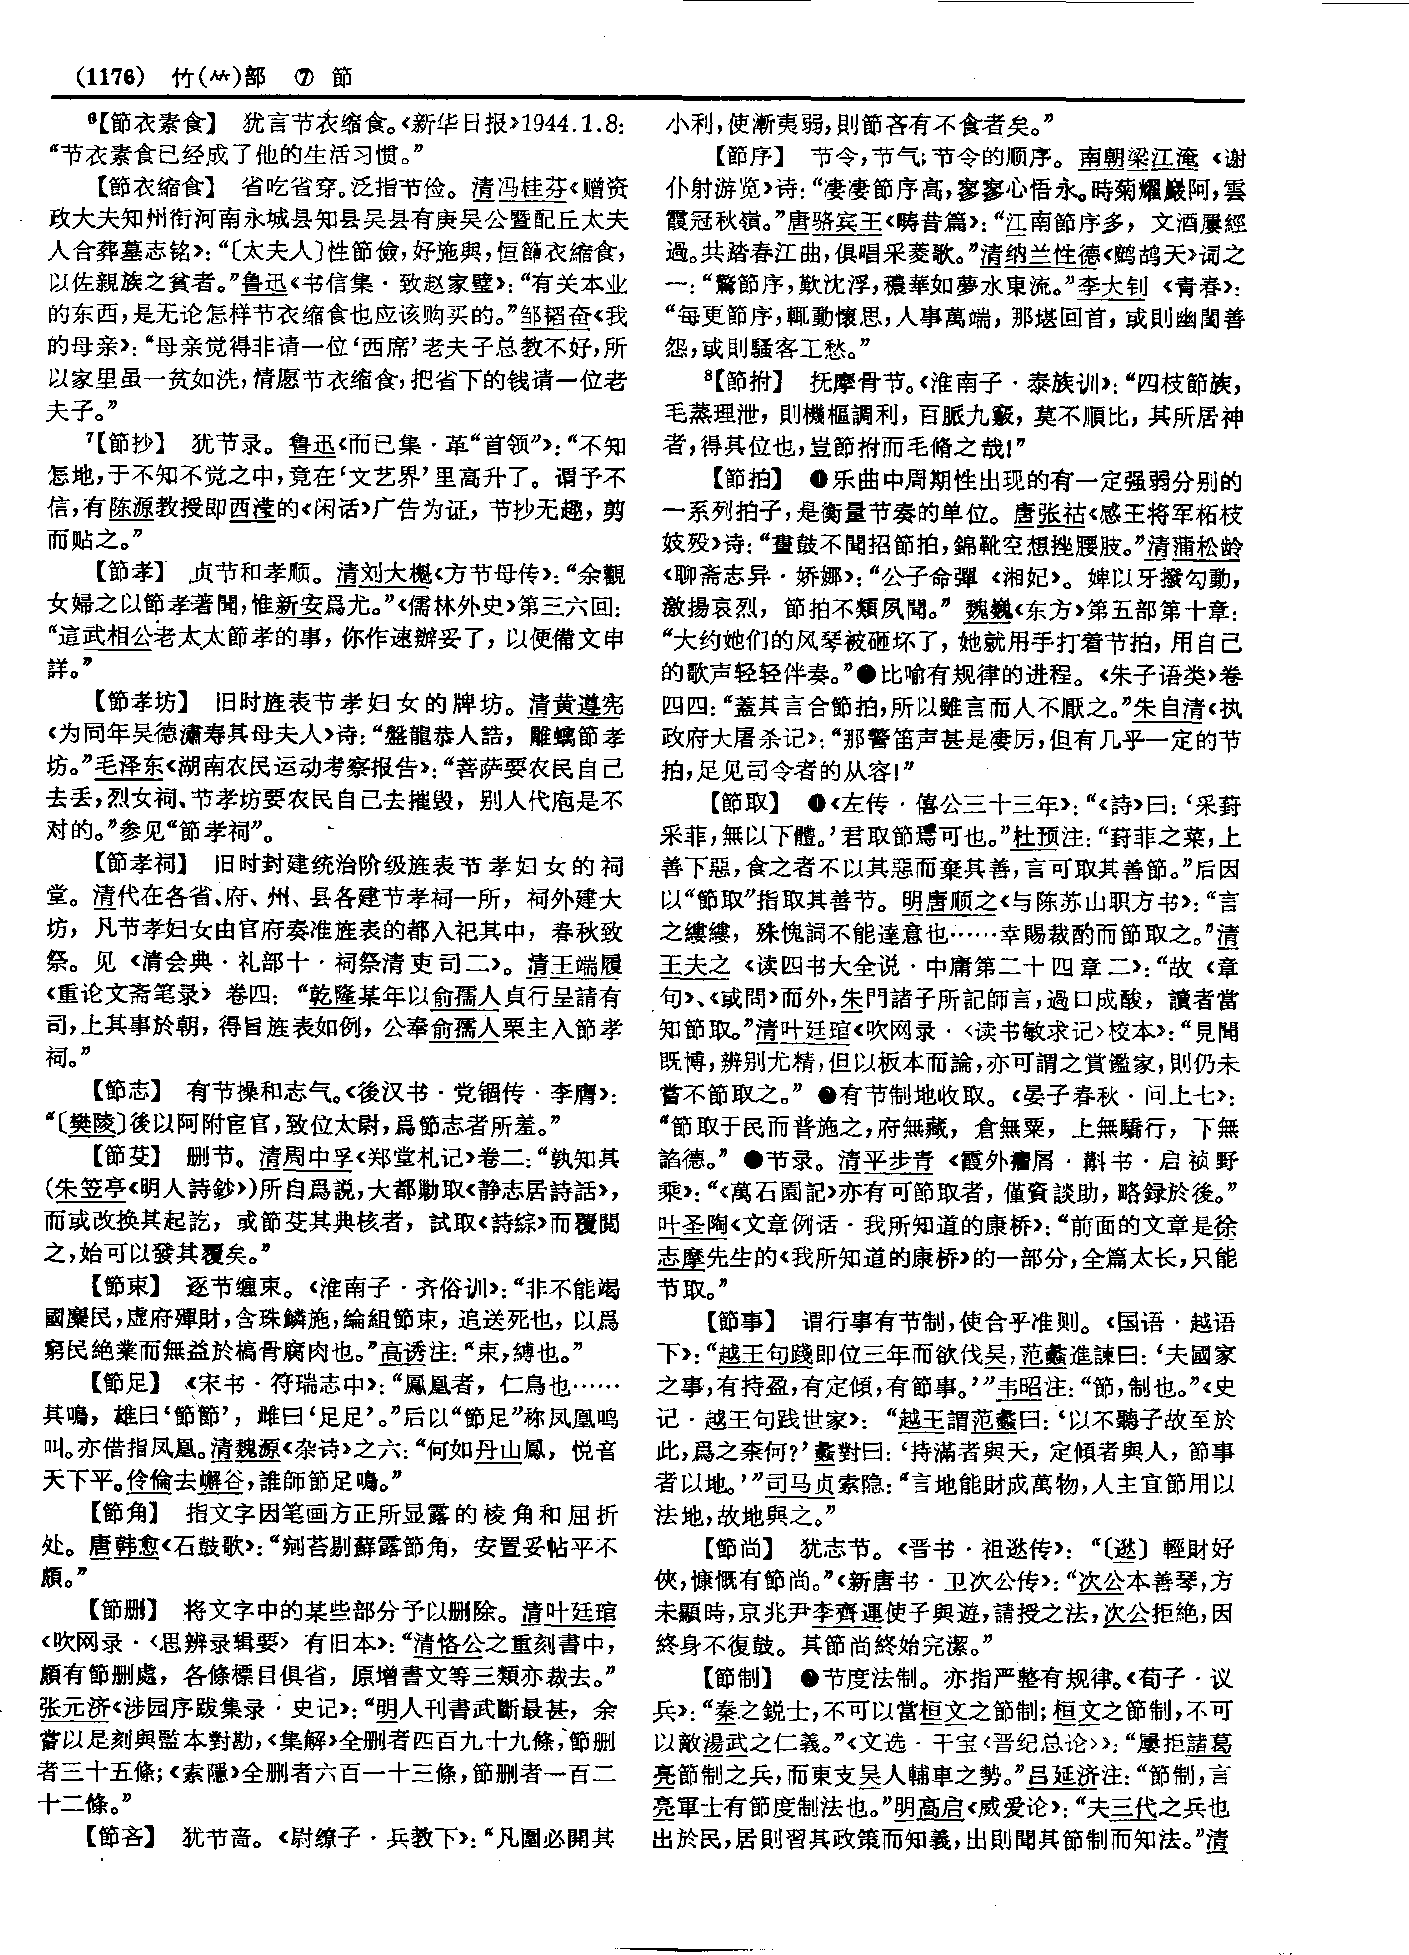 (1176) 竹(⺮)部 ⑦ 節
⁶【節衣素食】 犹言节衣缩食。《新华日报》1944.1.8:
“节衣素食已经成了他的生活习惯。”
【節衣缩食】 省吃省穿。泛指节俭。清冯桂芬《赠资
政大夫知州衔河南永城县知县吴县有庚吴公暨配丘太夫
人合葬墓志铭》:“〔太夫人〕性節儉,好施與,恒節衣縮食,
以佐親族之貧者。”鲁迅《书信集·致赵家璧》:“有关本业
的东西,是无论怎样节衣缩食也应该购买的。”邹韬奋《我
的母亲》:“母亲觉得非请一位‘西席’老夫子总教不好,所
以家里虽一贫如洗,情愿节衣缩食,把省下的钱请一位老
夫子。”
⁷【節抄】 犹节录。鲁迅《而已集·革“首领”》:“不知
怎地,于不知不觉之中,竟在‘文艺界’里高升了。谓予不
信,有陈源教授即西滢的《闲话》广告为证,节抄无趣,剪
而贴之。”
【節孝】 贞节和孝顺。清刘大櫆《方节母传》:“余觀
女婦之以節孝著聞,惟新安爲尤。”《儒林外史》第三六回:
“這武相公老太太節孝的事,你作速辦妥了,以便備文申
詳。”
【節孝坊】 旧时旌表节孝妇女的牌坊。清黄遵宪
《为同年吴德潚寿其母夫人》诗:“盤龍恭人誥,雕螭節孝
坊。”毛泽东《湖南农民运动考察报告》:“菩萨要农民自己
去丢,烈女祠、节孝坊要农民自己去摧毁,别人代庖是不
对的。”参见“節孝祠”。
【節孝祠】 旧时封建统治阶级旌表节孝妇女的祠
堂。清代在各省、府、州、县各建节孝祠一所,祠外建大
坊,凡节孝妇女由官府奏准旌表的都入祀其中,春秋致
祭。见《清会典·礼部十·祠祭清吏司二》。清王端履
《重论文斋笔录》卷四:“乾隆某年以俞孺人貞行呈請有
司,上其事於朝,得旨旌表如例,公奉俞孺人栗主入節孝
祠。”
【節志】 有节操和志气。《後汉书·党锢传·李膺》:
“〔樊陵〕後以阿附宦官,致位太尉,爲節志者所羞。”
【節芟】 删节。清周中孚《郑堂札记》卷二:“孰知其
(朱笠亭《明人詩鈔》)所自爲説,大都勦取《静志居詩話》,
而或改换其起訖,或節芟其典核者,試取《詩綜》而覆閲
之,始可以發其覆矣。”
【節束】 逐节缠束。《淮南子·齐俗训》:“非不能竭
國麋民,虚府殫財,含珠鱗施,綸組節束,追送死也,以爲
窮民絶業而無益於槁骨腐肉也。”高诱注:“束,縛也。”
【節足】 《宋书·符瑞志中》:“鳳凰者,仁鳥也……
其鳴,雄曰‘節節’,雌曰‘足足’。”后以“節足”称凤凰鸣
叫。亦借指凤凰。清魏源《杂诗》之六:“何如丹山鳳,悦音
天下平。伶倫去嶰谷,誰師節足鳴。”
【節角】 指文字因笔画方正所显露的棱角和屈折
处。唐韩愈《石鼓歌》:“剜苔剔蘚露節角,安置妥帖平不
頗。”
【節删】 将文字中的某些部分予以删除。清叶廷琯
《吹网录·〈思辨录辑要〉有旧本》:“清恪公之重刻書中,
頗有節删處,各條標目俱省,原增書文等三類亦裁去。”
张元济《涉园序跋集录·史记》:“明人刊書武斷最甚,余
嘗以是刻與監本對勘,《集解》全删者四百九十九條,節删
者三十五條;《索隱》全删者六百一十三條,節删者一百二
十二條。”
【節吝】 犹节啬。《尉缭子·兵教下》:“凡圍必開其
小利,使漸夷弱,則節吝有不食者矣。”
【節序】 节令,节气;节令的顺序。南朝梁江淹《谢
仆射游览》诗:“凄凄節序高,寥寥心悟永。時菊耀巖阿,雲
霞冠秋嶺。”唐骆宾王《畴昔篇》:“江南節序多,文酒屢經
過。共踏春江曲,俱唱采菱歌。”清纳兰性德《鹧鸪天》词之
一:“驚節序,歎沈浮,穠華如夢水東流。”李大钊《青春》:
“每更節序,輒動懷思,人事萬端,那堪回首,或則幽閨善
怨,或則騷客工愁。”
⁸【節拊】 抚摩骨节。《淮南子·泰族训》:“四枝節族,
毛蒸理泄,則機樞調利,百脈九竅,莫不順比,其所居神
者,得其位也,豈節拊而毛脩之哉!”
【節拍】 ❶乐曲中周期性出现的有一定强弱分别的
一系列拍子,是衡量节奏的单位。唐张祜《感王将军柘枝
妓殁》诗:“畫鼓不聞招節拍,錦靴空想挫腰肢。”清蒲松龄
《聊斋志异·娇娜》:“公子命彈《湘妃》。婢以牙撥勾動,
激揚哀烈,節拍不類夙聞。”魏巍《东方》第五部第十章:
“大约她们的风琴被砸坏了,她就用手打着节拍,用自己
的歌声轻轻伴奏。”❷比喻有规律的进程。《朱子语类》卷
四四:“蓋其言合節拍,所以雖言而人不厭之。”朱自清《执
政府大屠杀记》:“那警笛声甚是凄厉,但有几乎一定的节
拍,足见司令者的从容!”
【節取】 ❶《左传·僖公三十三年》:“《詩》曰:‘采葑
采菲,無以下體。’君取節焉可也。”杜预注:“葑菲之菜,上
善下惡,食之者不以其惡而棄其善,言可取其善節。”后因
以“節取”指取其善节。明唐顺之《与陈苏山职方书》:“言
之縷縷,殊愧詞不能達意也……幸賜裁酌而節取之。”清
王夫之《读四书大全说·中庸第二十四章二》:“故《章
句》、《或問》而外,朱門諸子所記師言,過口成酸,讀者當
知節取。”清叶廷琯《吹网录·〈读书敏求记〉校本》:“見聞
既博,辨别尤精,但以板本而論,亦可謂之賞鑑家,則仍未
嘗不節取之。”❷有节制地收取。《晏子春秋·问上七》:
“節取于民而普施之,府無藏,倉無粟,上無驕行,下無
諂德。”❸节录。清平步青《霞外攟屑·斠书·启祯野
乘》:“《萬石園記》亦有可節取者,僅資談助,略録於後。”
叶圣陶《文章例话·我所知道的康桥》:“前面的文章是徐
志摩先生的《我所知道的康桥》的一部分,全篇太长,只能
节取。”
【節事】 谓行事有节制,使合乎准则。《国语·越语
下》:“越王句踐即位三年而欲伐吴,范蠡進諫曰:‘夫國家
之事,有持盈,有定傾,有節事。’”韦昭注:“節,制也。”《史
记·越王句践世家》:“越王謂范蠡曰:‘以不聽子故至於
此,爲之柰何?’蠡對曰:‘持滿者與天,定傾者與人,節事
者以地。’”司马贞索隐:“言地能財成萬物,人主宜節用以
法地,故地與之。”
【節尚】 犹志节。《晋书·祖逖传》:“〔逖〕輕財好
俠,慷慨有節尚。”《新唐书·卫次公传》:“次公本善琴,方
未顯時,京兆尹李齊運使子與遊,請授之法,次公拒絶,因
終身不復鼓。其節尚終始完潔。”
【節制】 ❶节度法制。亦指严整有规律。《荀子·议
兵》:“秦之鋭士,不可以當桓文之節制;桓文之節制,不可
以敵湯武之仁義。”《文选·干宝〈晋纪总论〉》:“屢拒諸葛
亮節制之兵,而東支吴人輔車之勢。”吕延济注:“節制,言
亮軍士有節度制法也。”明高启《威爱论》:“夫三代之兵也
出於民,居則習其政策而知義,出則聞其節制而知法。”清